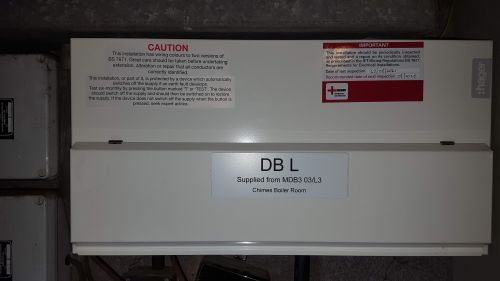 CAUTION
This installation has wiring colours to two versions of
BS 7671. Great care should be taken before undertaking
extension, alteration or repair that all conductors are
correctly identified.
This installation, or part of it, is protected by a device which automatically
switches off the supply if an earth fault develops.
Test six-monthly by pressing the button marked "T" or "TEST". The device
should switch off the supply and should then be switched on to restore
the supply. If the device does not switch off the supply when the button is
pressed, seek expert advice.
IMPORTANT
This installation should be periodically inspected
and tested and a report on its condition obtained,
as prescribed in the IET Wiring Regulations BS 7671
Requirements for Electrical Installations.
Date of last inspection
Recommended date of next inspection
:hager
DB L
Supplied from MDB3 03/L3
Chimas Boiler Room